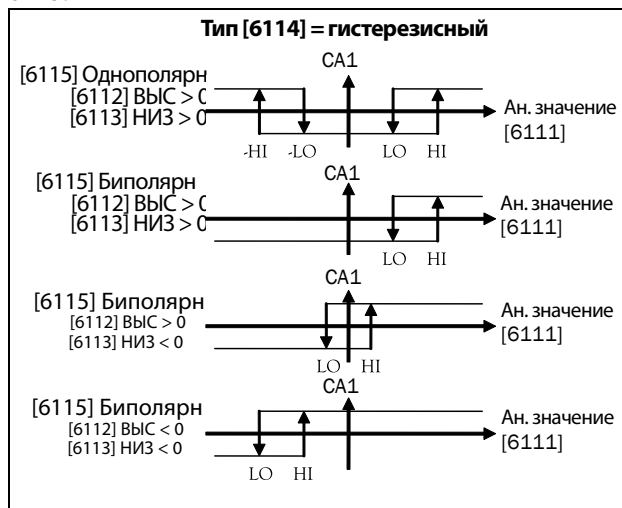 Тип [6114] = гистерезисный
CA1
[6115] Однополярн
[6112] ВЫС > 0
[6113] НИЗ > 0
Ан. значение
[6111]
-HI -LO LO HI
CA1
[6115] Биполярн
[6112] ВЫС > 0
[6113] НИЗ > 0
Ан. значение
[6111]
LO HI
CA1
[6115] Биполярн
[6112] ВЫС > 0
[6113] НИЗ < 0
Ан. значение
[6111]
LO HI
CA1
[6115] Биполярн
[6112] ВЫС < 0
[6113] НИЗ < 0
Ан. значение
[6111]
LO HI